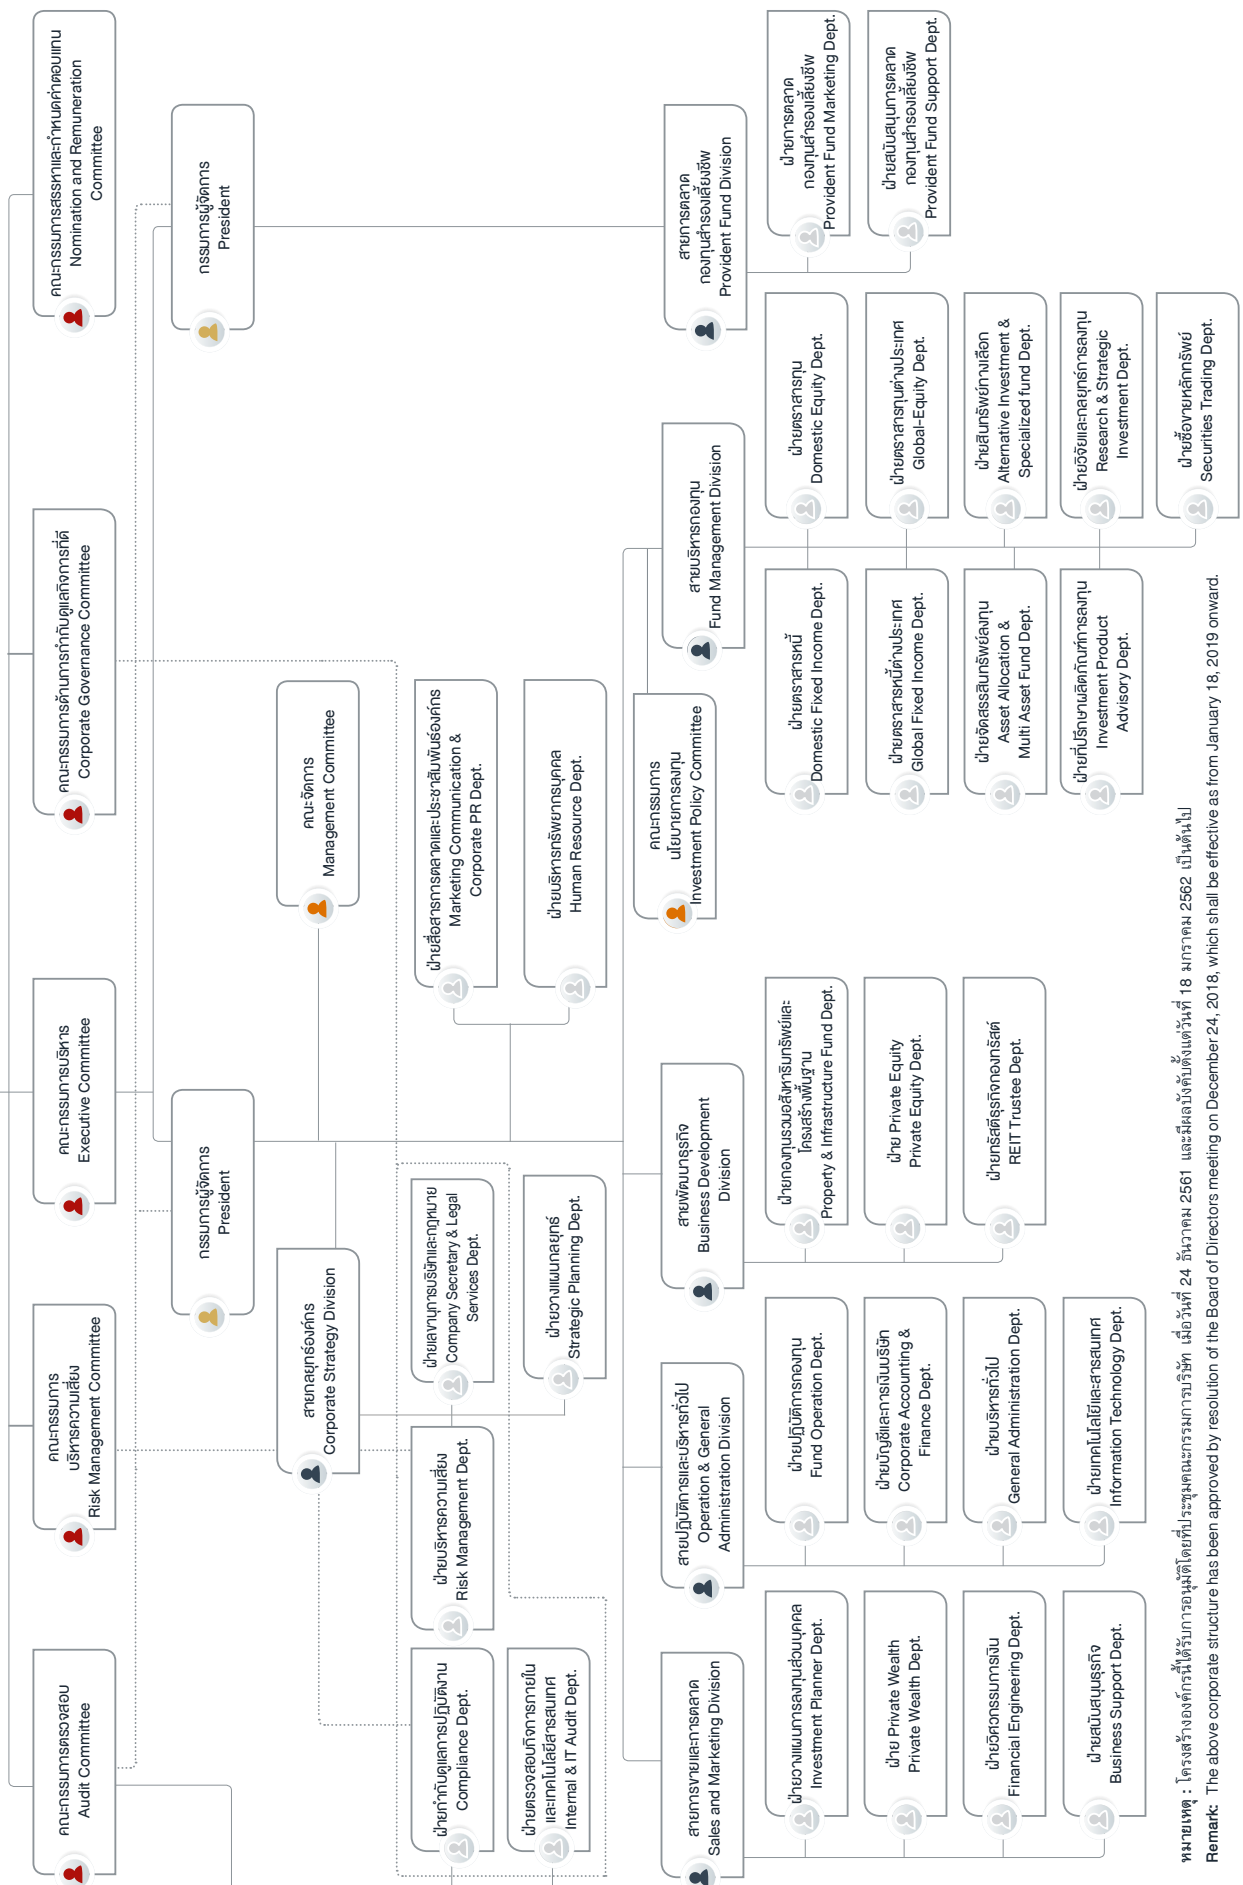 คณะกรรมการตรวจสอบ
Audit Committee
คณะกรรมการ
บริหารความเสี่ยง
Risk Management Committee
คณะกรรมการบริหาร
Executive Committee
คณะกรรมการด้านการกำกับดูแลกิจการที่ดี
Corporate Governance Committee
คณะกรรมการสรรหาและกำหนดค่าตอบแทน
Nomination and Remuneration
Committee
กรรมการผู้จัดการ
President
กรรมการผู้จัดการ
President
สายกลยุทธ์องค์กร
Corporate Strategy Division
คณะจัดการ
Management Committee
ฝ่ายกำกับดูแลการปฏิบัติงาน
Compliance Dept.
ฝ่ายบริหารความเสี่ยง
Risk Management Dept.
ฝ่ายเลขานุการบริษัทและกฎหมาย
Company Secretary & Legal
Services Dept.
ฝ่ายสื่อสารการตลาดและประชาสัมพันธ์องค์กร
Marketing Communication &
Corporate PR Dept.
ฝ่ายตรวจสอบกิจการภายใน
และเทคโนโลยีสารสนเทศ
Internal & IT Audit Dept.
ฝ่ายวางแผนกลยุทธ์
Strategic Planning Dept.
ฝ่ายบริหารทรัพยากรบุคคล
Human Resource Dept.
คณะกรรมการ
นโยบายการลงทุน
Investment Policy Committee
สายการขายและการตลาด
Sales and Marketing Division
สายปฏิบัติการและบริหารทั่วไป
Operation & General
Administration Division
สายพัฒนาธุรกิจ
Business Development
Division
สายบริหารกองทุน
Fund Management Division
สายการตลาด
กองทุนสำรองเลี้ยงชีพ
Provident Fund Division
ฝ่ายวางแผนการลงทุนส่วนบุคคล
Investment Planner Dept.
ฝ่าย Private Wealth
Private Wealth Dept.
ฝ่ายวิศวกรรมการเงิน
Financial Engineering Dept.
ฝ่ายสนับสนุนธุรกิจ
Business Support Dept.
ฝ่ายปฏิบัติการกองทุน
Fund Operation Dept.
ฝ่ายบัญชีและการเงินบริษัท
Corporate Accounting &
Finance Dept.
ฝ่ายบริหารทั่วไป
General Administration Dept.
ฝ่ายเทคโนโลยีและสารสนเทศ
Information Technology Dept.
ฝ่ายกองทุนรวมอสังหาริมทรัพย์และ
โครงสร้างพื้นฐาน
Property & Infrastructure Fund Dept.
ฝ่าย Private Equity
Private Equity Dept.
ฝ่ายทรัสตีธุรกิจกองทรัสต์
REIT Trustee Dept.
ฝ่ายตราสารหนี้
Domestic Fixed Income Dept.
ฝ่ายตราสารหนี้ต่างประเทศ
Global Fixed Income Dept.
ฝ่ายจัดสรรสินทรัพย์ลงทุน
Asset Allocation &
Multi Asset Fund Dept.
ฝ่ายที่ปรึกษาผลิตภัณฑ์การลงทุน
Investment Product
Advisory Dept.
ฝ่ายตราสารทุน
Domestic Equity Dept.
ฝ่ายตราสารทุนต่างประเทศ
Global-Equity Dept.
ฝ่ายสินทรัพย์ทางเลือก
Alternative Investment &
Specialized fund Dept.
ฝ่ายวิจัยและกลยุทธ์การลงทุน
Research & Strategic
Investment Dept.
ฝ่ายซื้อขายหลักทรัพย์
Securities Trading Dept.
ฝ่ายการตลาด
กองทุนสำรองเลี้ยงชีพ
Provident Fund Marketing Dept.
ฝ่ายสนับสนุนการตลาด
กองทุนสำรองเลี้ยงชีพ
Provident Fund Support Dept.
หมายเหตุ : โครงสร้างองค์กรนี้ได้รับการอนุมัติโดยที่ประชุมคณะกรรมการบริษัท เมื่อวันที่ 24 ธันวาคม 2561 และมีผลบังคับตั้งแต่วันที่ 18 มกราคม 2562 เป็นต้นไป
Remark: The above corporate structure has been approved by resolution of the Board of Directors meeting on December 24, 2018, which shall be effective as from January 18, 2019 onward.